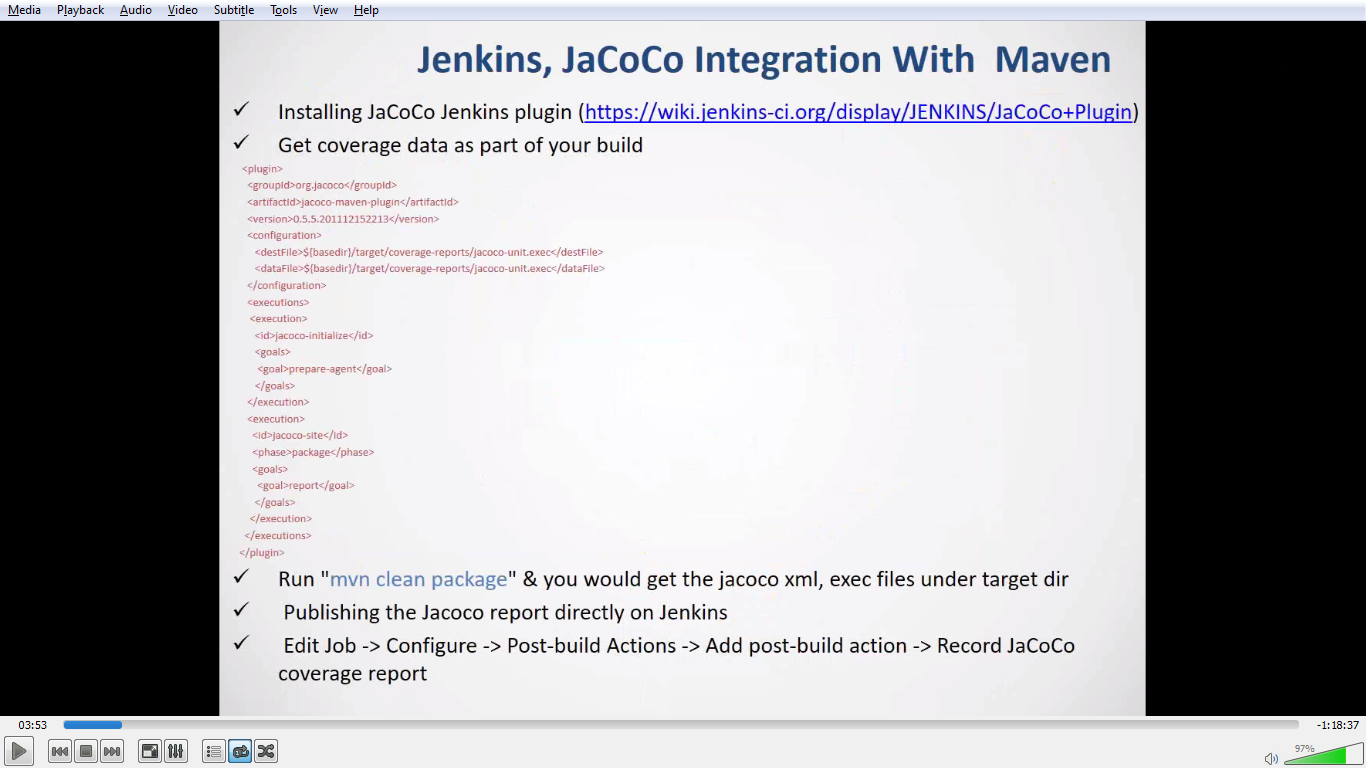 Media Playback Audio Video Subtitle Tools View Help
Jenkins, JaCoCo Integration With Maven
✓ Installing JaCoCo Jenkins plugin (https://wiki.jenkins-ci.org/display/JENKINS/JaCoCo+Plugin)
✓ Get coverage data as part of your build
<plugin>
<groupId>org.jacoco</groupId>
<artifactId>jacoco-maven-plugin</artifactId>
<version>0.5.5.201112152213</version>
<configuration>
<destFile>${basedir}/target/coverage-reports/jacoco-unit.exec</destFile>
<dataFile>${basedir}/target/coverage-reports/jacoco-unit.exec</dataFile>
</configuration>
<executions>
<execution>
<id>jacoco-initialize</id>
<goals>
<goal>prepare-agent</goal>
</goals>
</execution>
<execution>
<id>jacoco-site</id>
<phase>package</phase>
<goals>
<goal>report</goal>
</goals>
</execution>
</executions>
</plugin>
✓ Run "mvn clean package" & you would get the jacoco xml, exec files under target dir
✓ Publishing the Jacoco report directly on Jenkins
✓ Edit Job -> Configure -> Post-build Actions -> Add post-build action -> Record JaCoCo
coverage report
03:53 -1:18:37
97%